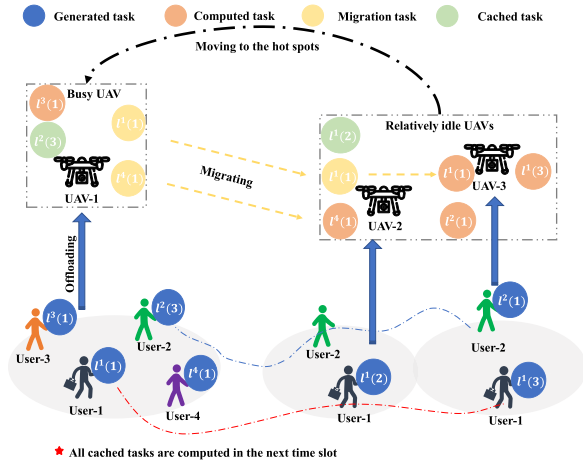 Generated task
Computed task
Migration task
Cached task
Moving to the hot spots
Busy UAV
l³(1)
l¹(1)
l²(3)
l⁴(1)
UAV-1
Migrating
Relatively idle UAVs
l¹(2)
l¹(1)
l¹(1)
l¹(3)
UAV-3
l⁴(1)
l²(1)
UAV-2
Offloading
l³(1)
User-3
l²(3)
User-2
l¹(1)
User-1
l⁴(1)
User-4
User-2
l¹(2)
User-1
l²(1)
User-2
l¹(3)
User-1
★ All cached tasks are computed in the next time slot